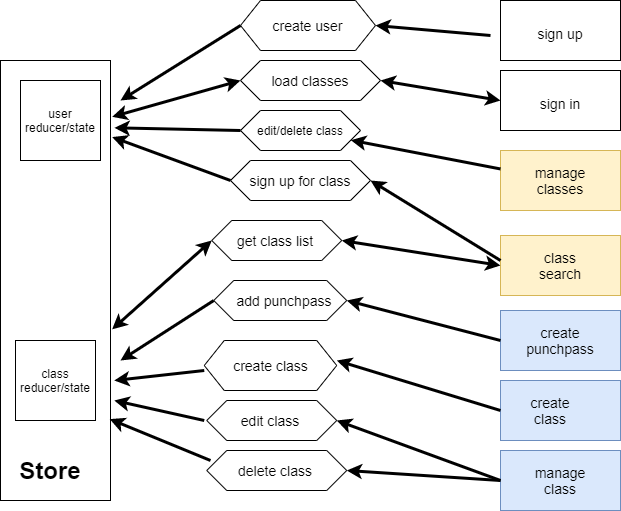 create user
sign up
load classes
sign in
user
reducer/state
edit/delete class
manage
classes
sign up for class
get class list
class
search
add punchpass
create
punchpass
create class
class
reducer/state
create
class
edit class
Store
delete class
manage
class